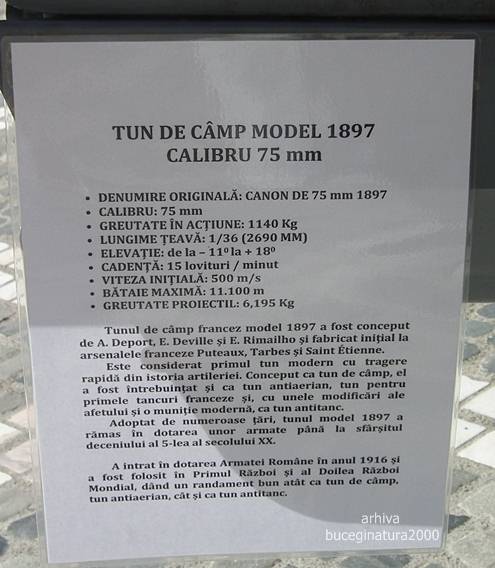 TUN DE CÂMP MODEL 1897
CALIBRU 75 mm
• DENUMIRE ORIGINALĂ: CANON DE 75 mm 1897
• CALIBRU: 75 mm
• GREUTATE ÎN ACŢIUNE: 1140 Kg
• LUNGIME ŢEAVĂ: 1/36 (2690 MM)
• ELEVAŢIE: de la – 11⁰ la + 18⁰
• CADENŢĂ: 15 lovituri / minut
• VITEZA INIŢIALĂ: 500 m/s
• BĂTAIE MAXIMĂ: 11.100 m
• GREUTATE PROIECTIL: 6,195 Kg
Tunul de câmp francez model 1897 a fost conceput
de A. Deport, E. Deville şi E. Rimailho şi fabricat iniţial la
arsenalele franceze Puteaux, Tarbes şi Saint Étienne.
Este considerat primul tun modern cu tragere
rapidă din istoria artileriei. Conceput ca tun de câmp, el
a fost întrebuinţat şi ca tun antiaerian, tun pentru
primele tancuri franceze şi, cu unele modificări ale
afetului şi o muniţie modernă, ca tun antitanc.
Adoptat de numeroase ţări, tunul model 1897 a
rămas în dotarea unor armate până la sfârşitul
deceniului al 5-lea al secolului XX.
A intrat în dotarea Armatei Române în anul 1916 şi
a fost folosit în Primul Război şi al Doilea Război
Mondial, dând un randament bun atât ca tun de câmp,
tun antiaerian, cât şi ca tun antitanc.
arhiva
buceginatura2000